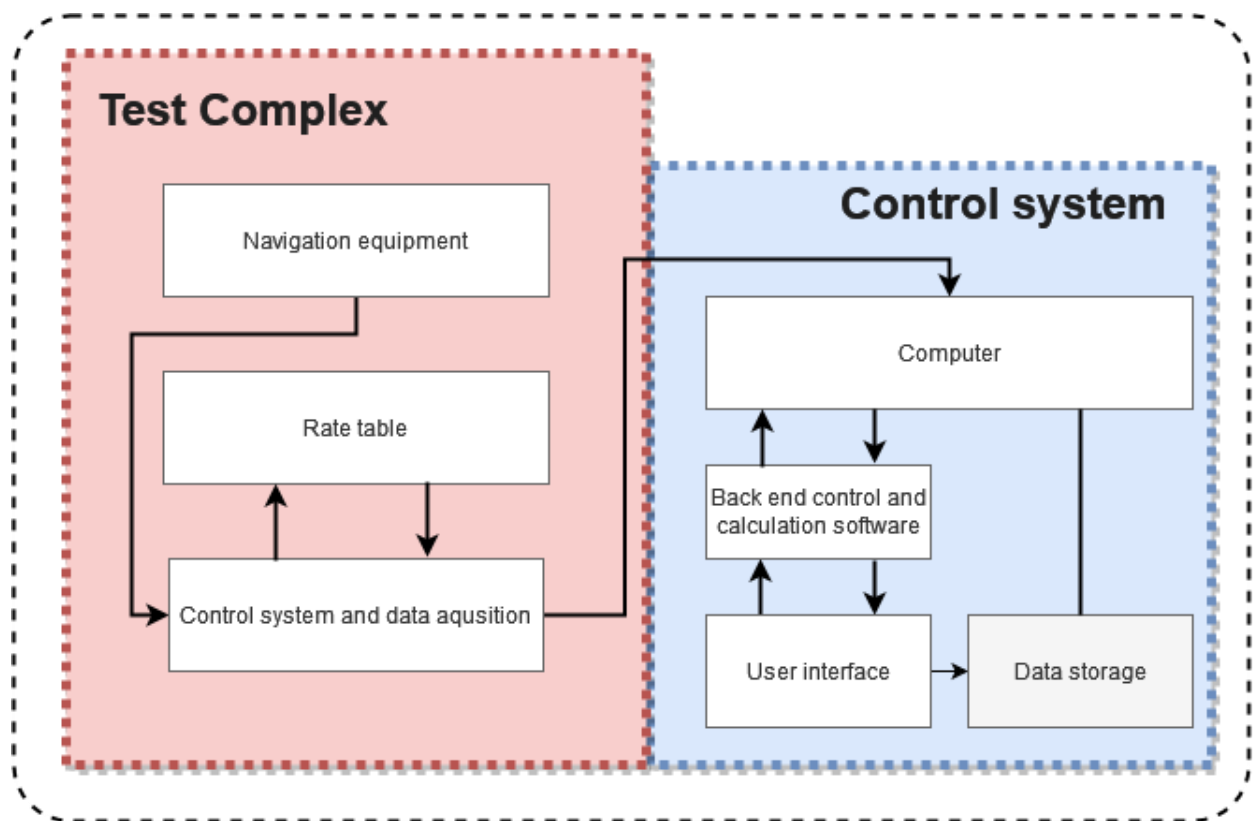 Test Complex
Navigation equipment
Rate table
Control system and data aqusition
Control system
Computer
Back end control and
calculation software
User interface
Data storage